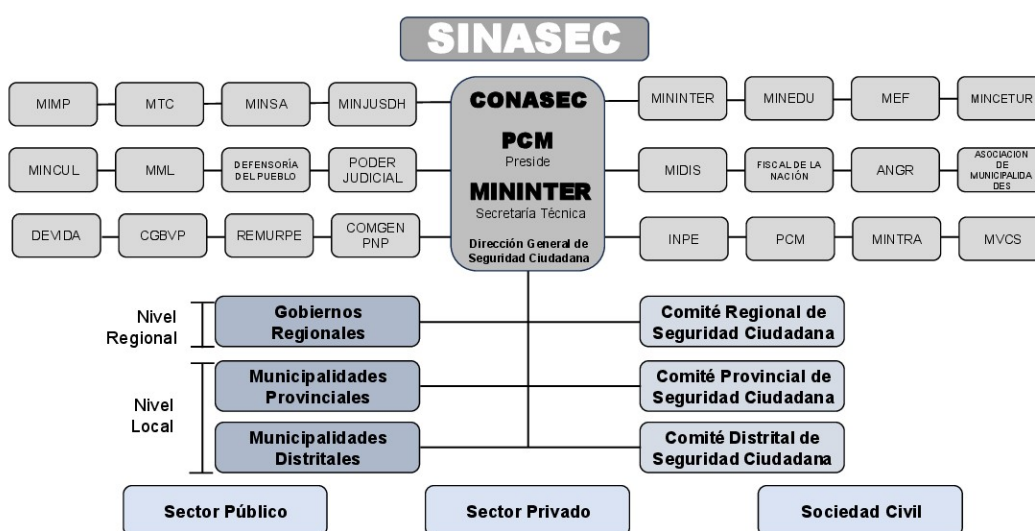 SINASEC
MIMP
MTC
MINSA
MINJUSDH
MINCUL
MML
DEFENSORÍA
DEL PUEBLO
PODER
JUDICIAL
DEVIDA
CGBVP
REMURPE
COMGEN
PNP
CONASEC
PCM
Preside
MININTER
Secretaría Técnica
Dirección General de
Seguridad Ciudadana
MININTER
MINEDU
MEF
MINCETUR
MIDIS
FISCAL DE LA
NACIÓN
ANGR
ASOCIACION
DE
MUNICIPALIDA
DES
INPE
PCM
MINTRA
MVCS
Nivel
Regional
Gobiernos
Regionales
Comité Regional de
Seguridad Ciudadana
Nivel
Local
Municipalidades
Provinciales
Comité Provincial de
Seguridad Ciudadana
Municipalidades
Distritales
Comité Distrital de
Seguridad Ciudadana
Sector Público
Sector Privado
Sociedad Civil